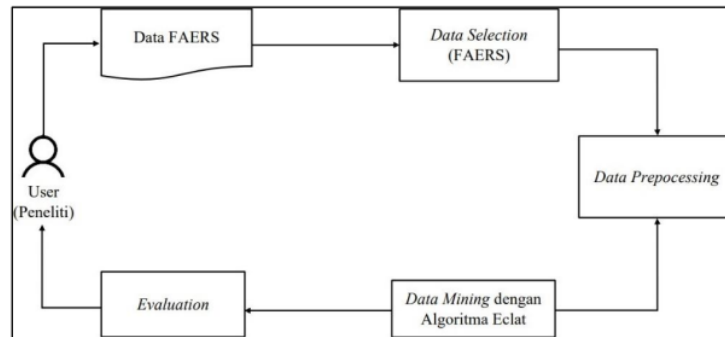 Data FAERS
Data Selection
(FAERS)
User
(Peneliti)
Data Prepocessing
Evaluation
Data Mining dengan
Algoritma Eclat